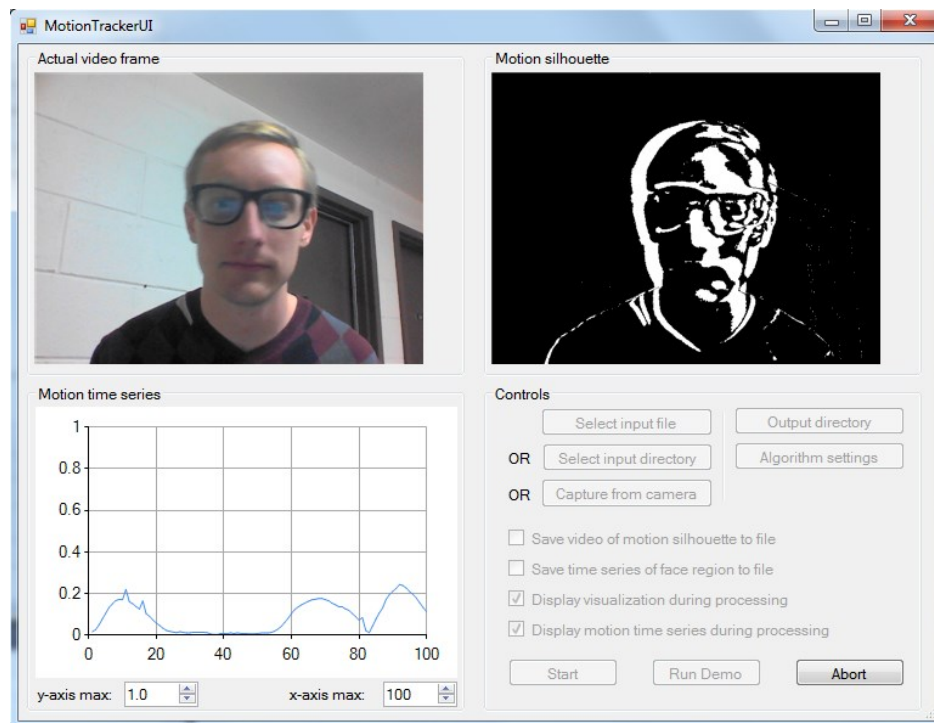 MotionTrackerUI
Actual video frame
Motion silhouette
Motion time series
1
0.8
0.6
0.4
0.2
0
0 20 40 60 80 100
y-axis max: 1.0 x-axis max: 100
Controls
Select input file Output directory
OR Select input directory Algorithm settings
OR Capture from camera
Save video of motion silhouette to file
Save time series of face region to file
Display visualization during processing
Display motion time series during processing
Start Run Demo Abort